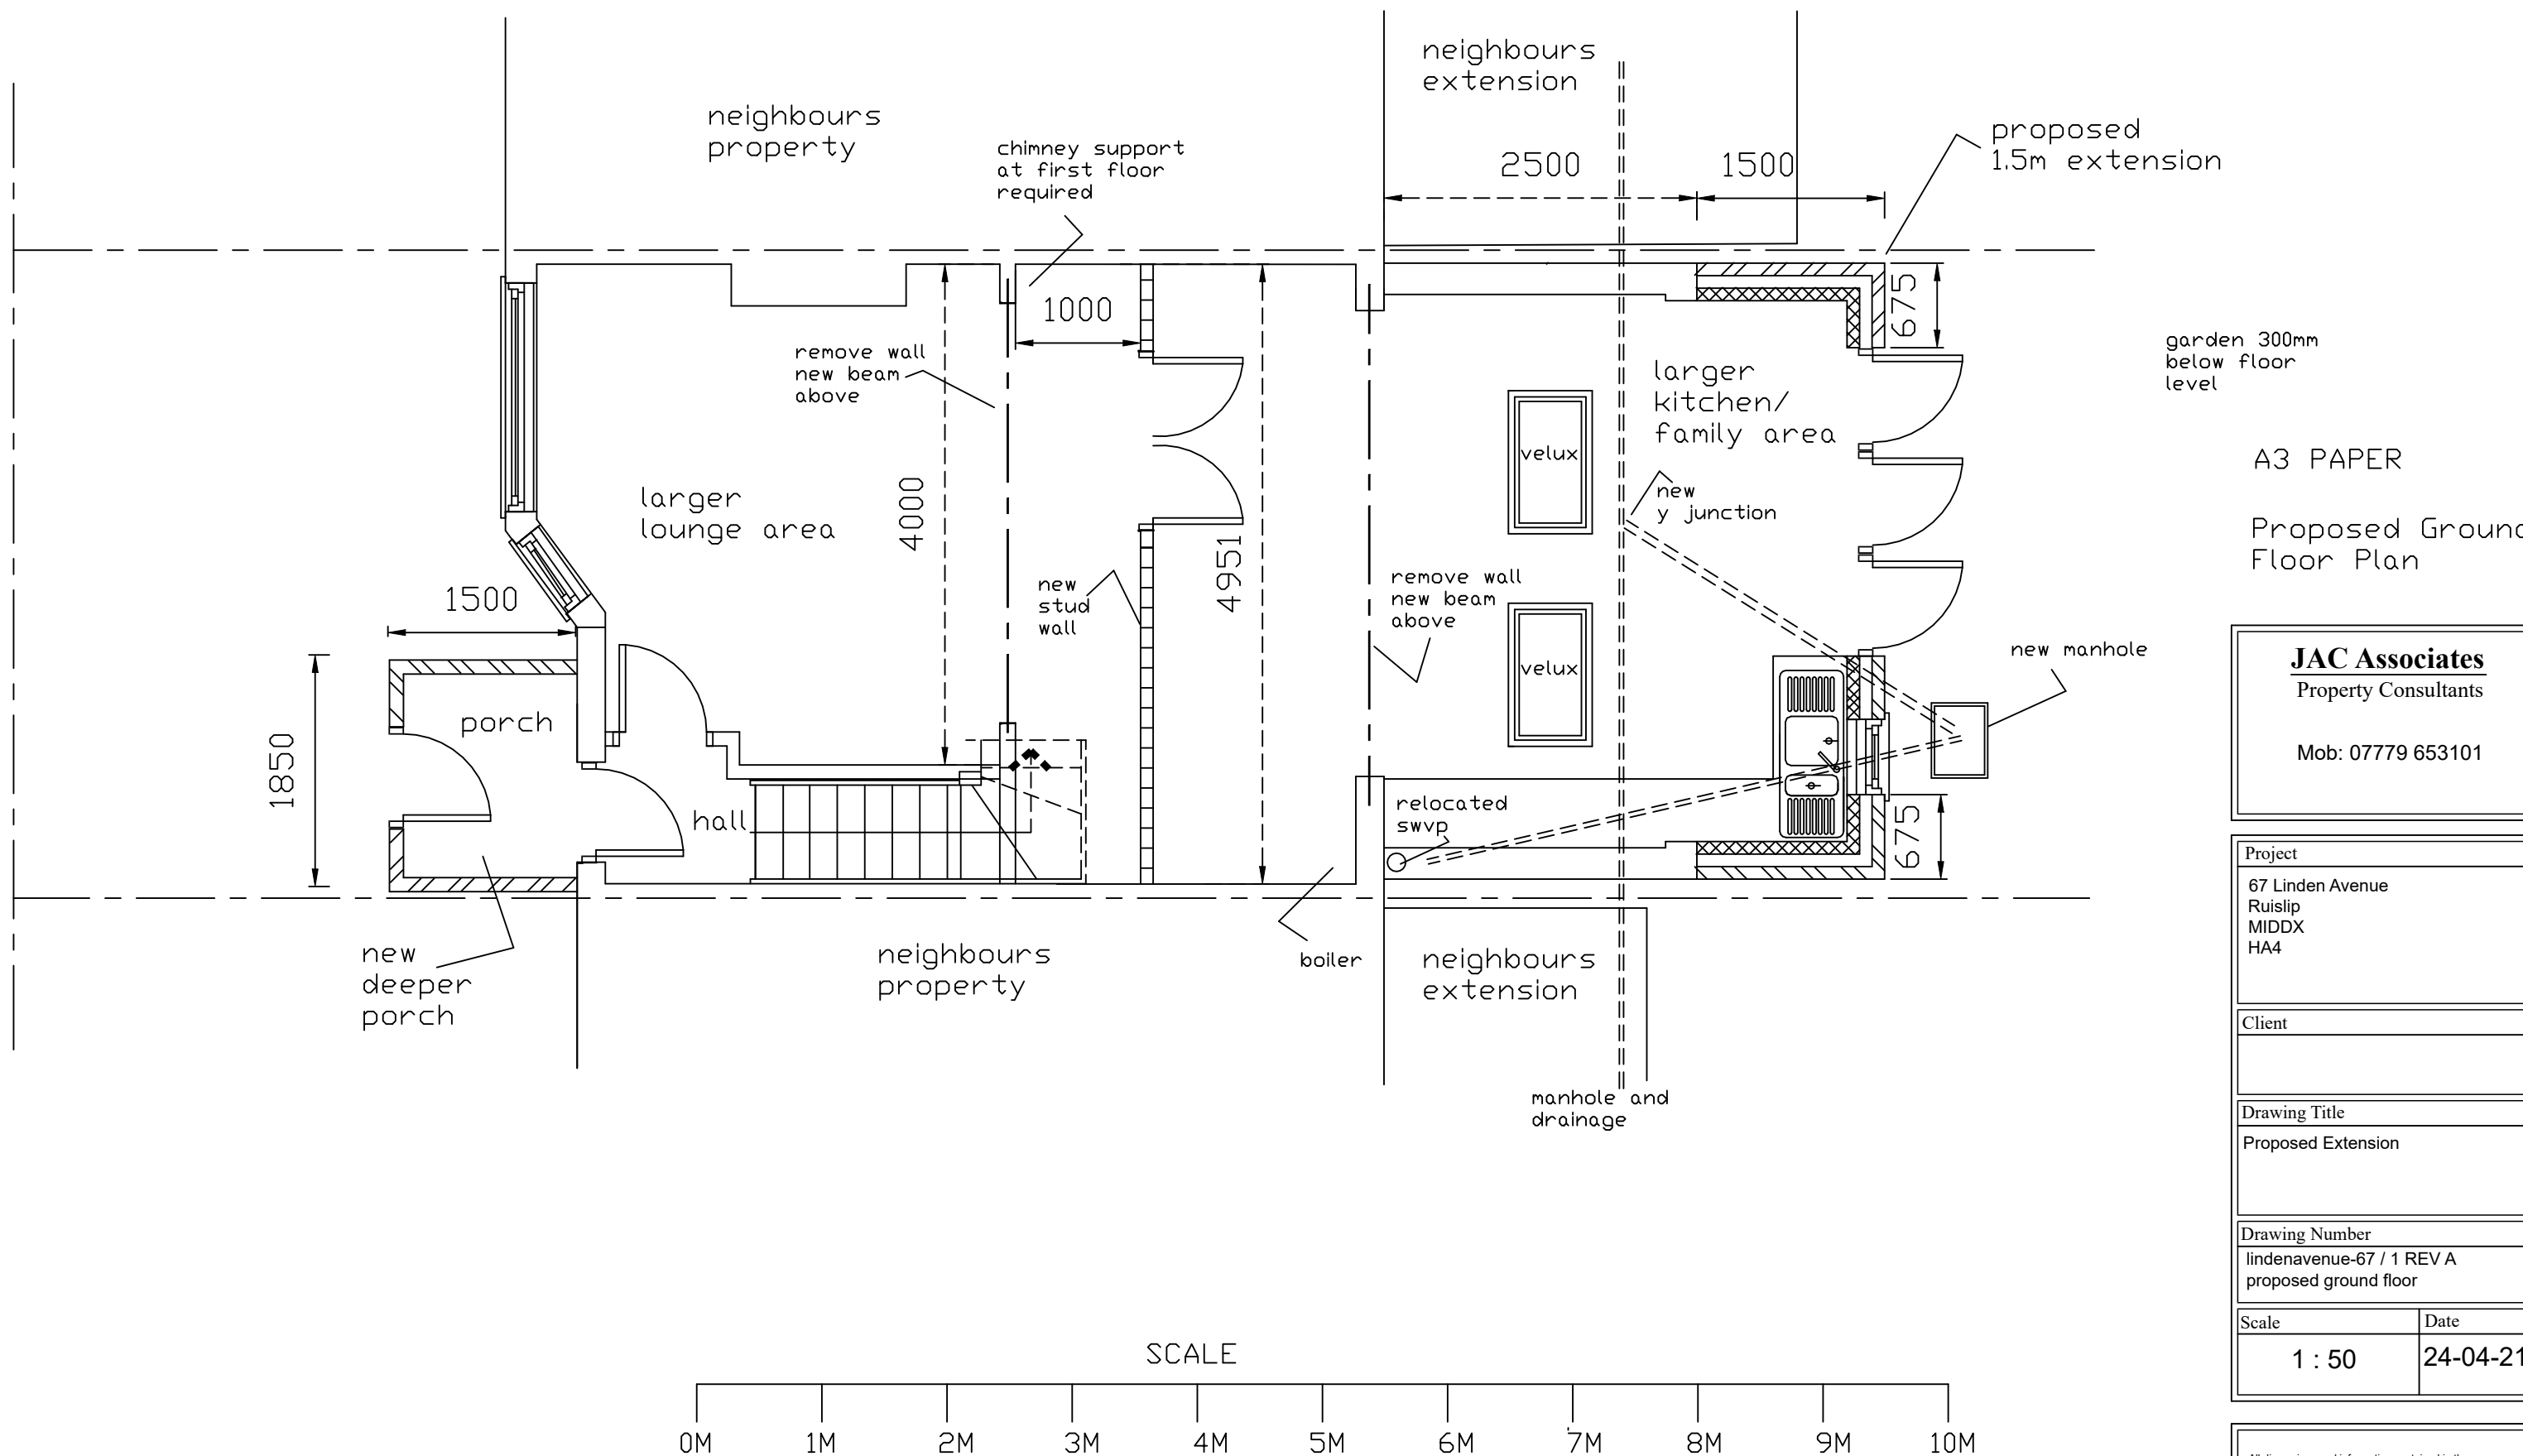 neighbours
extension
neighbours
property
chimney support
at first floor
required
2500
1500
proposed
1.5m extension
1000
675
garden 300mm
below floor
level
remove wall
new beam
above
larger
kitchen/
family area
velux
A3 PAPER
larger
lounge area
4000
new
y junction
Proposed Ground
Floor Plan
4951
1500
new
stud
wall
remove wall
new beam
above
velux
new manhole
JAC Associates
Property Consultants
Mob: 07779 653101
porch
1850
hall
relocated
swvp
675
Project
67 Linden Avenue
Ruislip
MIDDX
HA4
new
deeper
porch
neighbours
property
boiler
neighbours
extension
Client
manhole and
drainage
Drawing Title
Proposed Extension
Drawing Number
lindenavenue-67 / 1 REV A
proposed ground floor
Scale
Date
1 : 50
24-04-21
SCALE
0M 1M 2M 3M 4M 5M 6M 7M 8M 9M 10M